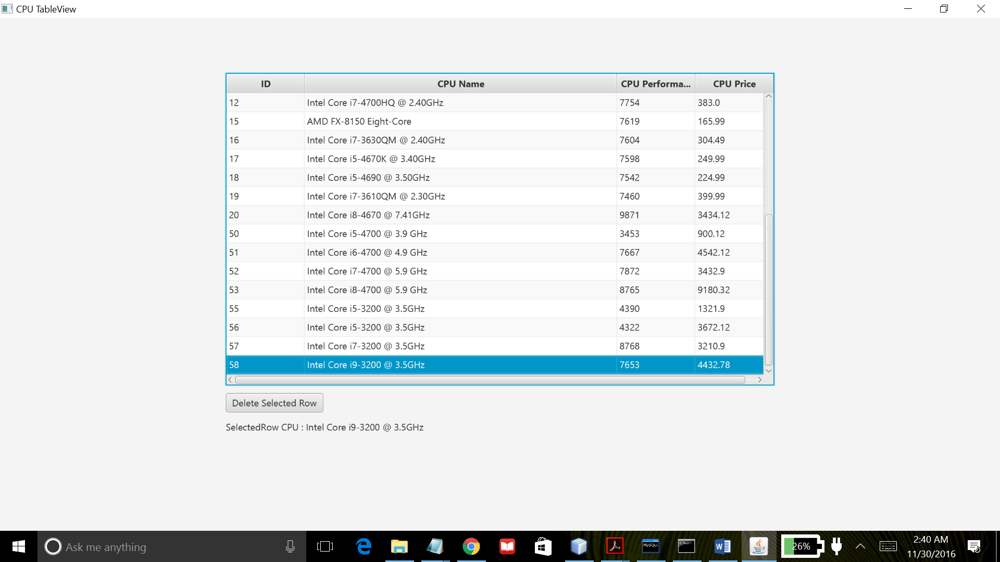 CPU TableView
ID CPU Name CPU Performa... CPU Price
12 Intel Core i7-4700HQ @ 2.40GHz 7754 383.0
15 AMD FX-8150 Eight-Core 7619 165.99
16 Intel Core i7-3630QM @ 2.40GHz 7604 304.49
17 Intel Core i5-4670K @ 3.40GHz 7598 249.99
18 Intel Core i5-4690 @ 3.50GHz 7542 224.99
19 Intel Core i7-3610QM @ 2.30GHz 7460 399.99
20 Intel Core i8-4670 @ 7.41GHz 9871 3434.12
50 Intel Core i5-4700 @ 3.9 GHz 3453 900.12
51 Intel Core i6-4700 @ 4.9 GHz 7667 4542.12
52 Intel Core i7-4700 @ 5.9 GHz 7872 3432.9
53 Intel Core i8-4700 @ 5.9 GHz 8765 9180.32
55 Intel Core i5-3200 @ 3.5GHz 4390 1321.9
56 Intel Core i5-3200 @ 3.5GHz 4322 3672.12
57 Intel Core i7-3200 @ 3.5GHz 8768 3210.9
58 Intel Core i9-3200 @ 3.5GHz 7653 4432.78
Delete Selected Row
SelectedRow CPU : Intel Core i9-3200 @ 3.5GHz
Ask me anything
MySQL
C:\
W
26%
2:40 AM
11/30/2016